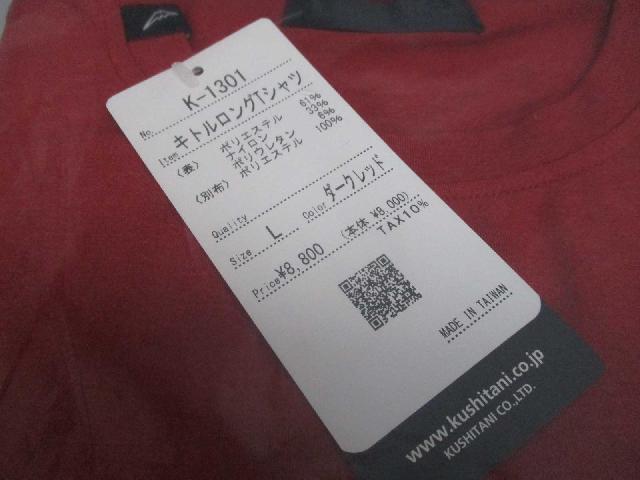 No. K-1301
Item キトルロングTシャツ
〈表〉 ポリエステル 61%
ナイロン 33%
ポリウレタン 6%
〈別布〉 ポリエステル 100%
Quality
Size L Color ダークレッド
Price ¥8,800 (本体 ¥8,000)
TAX10%
MADE IN TAIWAN
www.kushitani.co.jp
KUSHITANI CO.,LTD.